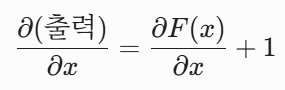 ∂(출력)/∂x = ∂F(x)/∂x + 1